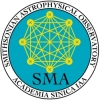 SMITHSONIAN ASTROPHYSICAL OBSERVATORY
SMA
ACADEMIA SINICA IAA